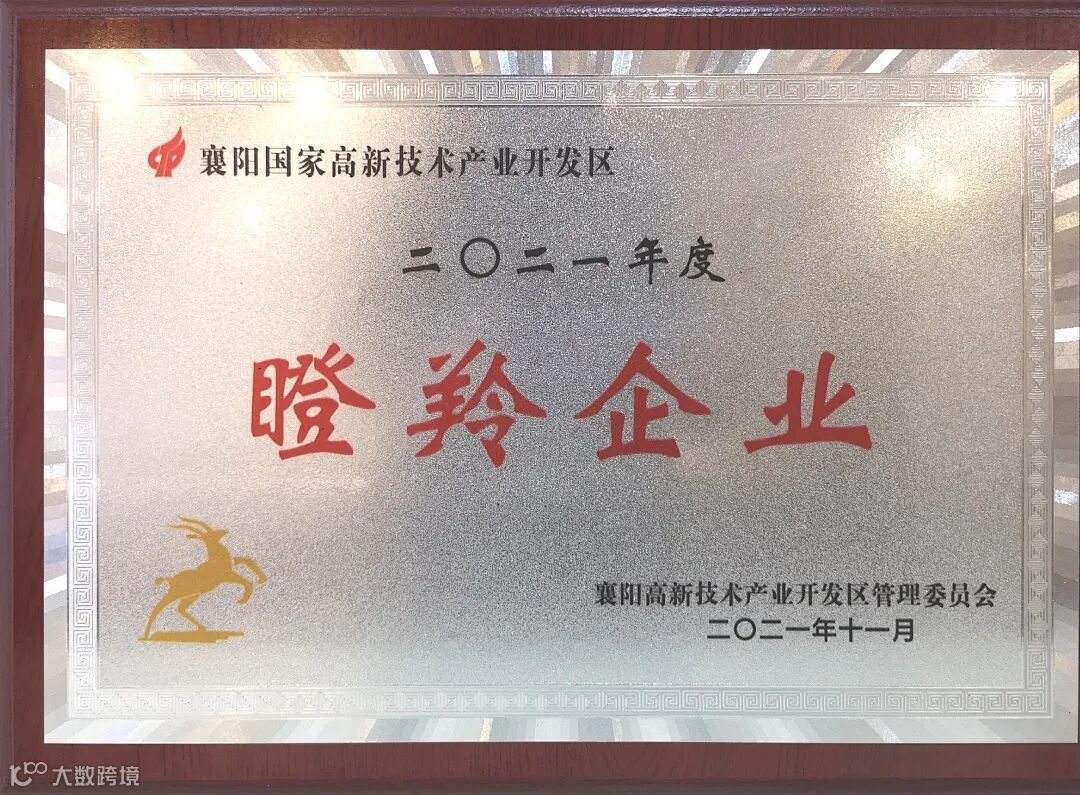 襄阳国家高新技术产业开发区
二〇二一年度
瞪羚企业
襄阳高新技术产业开发区管理委员会
二〇二一年十一月
大数跨境